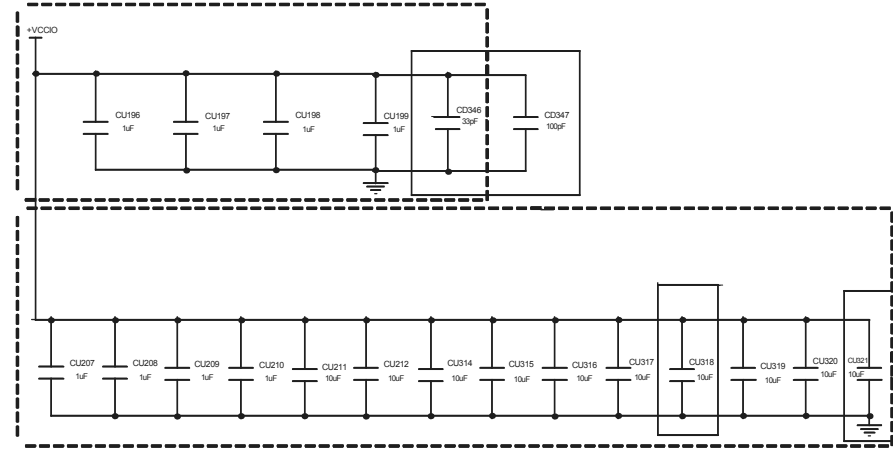 +VCCIO
CU196
1uF
CU197
1uF
CU198
1uF
CU199
1uF
CD346
33pF
CD347
100pF
CU207
1uF
CU208
1uF
CU209
1uF
CU210
1uF
CU211
10uF
CU212
10uF
CU314
10uF
CU315
10uF
CU316
10uF
CU317
10uF
CU318
10uF
CU319
10uF
CU320
10uF
CU321
10uF